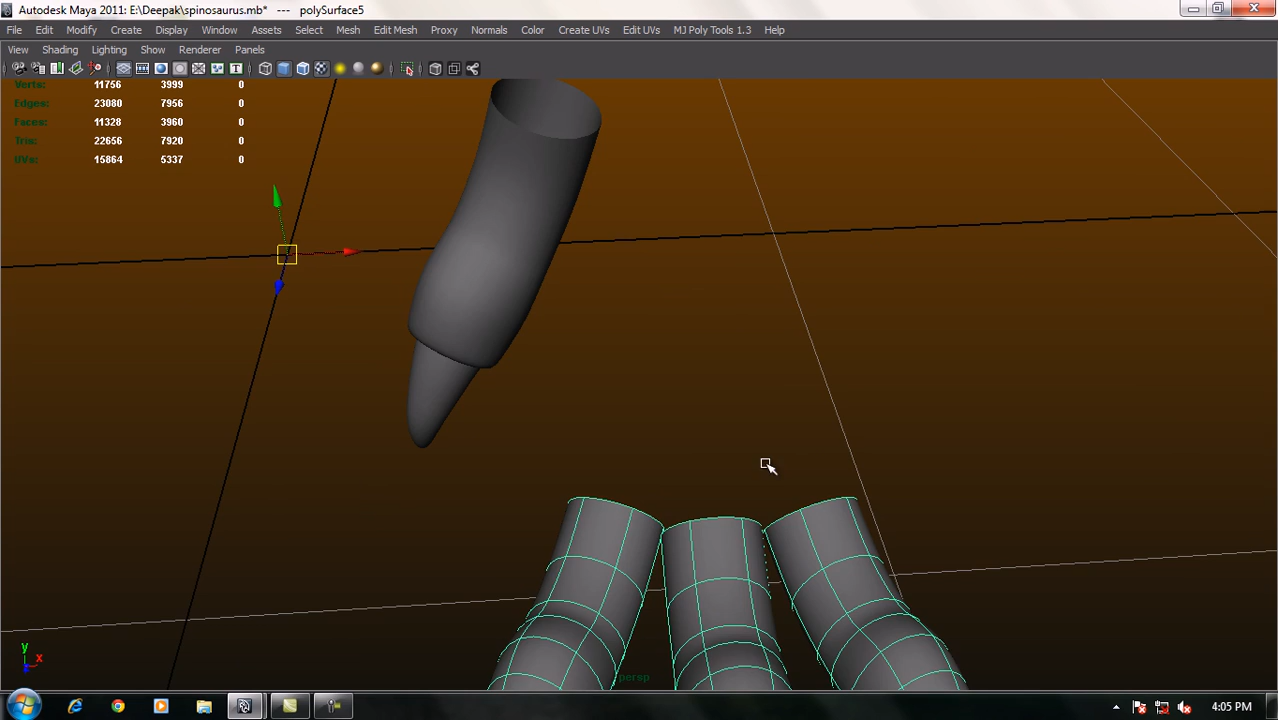 Autodesk Maya 2011: E:\Deepak\spinosaurus.mb* --- polySurface5
File Edit Modify Create Display Window Assets Select Mesh Edit Mesh Proxy Normals Color Create UVs Edit UVs MJ Poly Tools 1.3 Help
View Shading Lighting Show Renderer Panels
Verts: 11756 3999 0
Edges: 23080 7956 0
Faces: 11328 3960 0
Tris: 22656 7920 0
UVs: 15864 5337 0
y
x
persp
4:05 PM